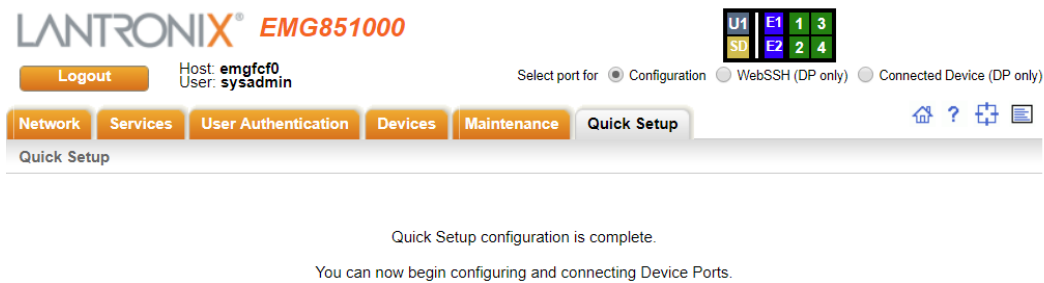 LANTRONIX® EMG851000
U1 E1 1 3
SD E2 2 4
Logout
Host: emgfcf0
User: sysadmin
Select port for Configuration WebSSH (DP only) Connected Device (DP only)
Network Services User Authentication Devices Maintenance Quick Setup
?
Quick Setup
Quick Setup configuration is complete.
You can now begin configuring and connecting Device Ports.